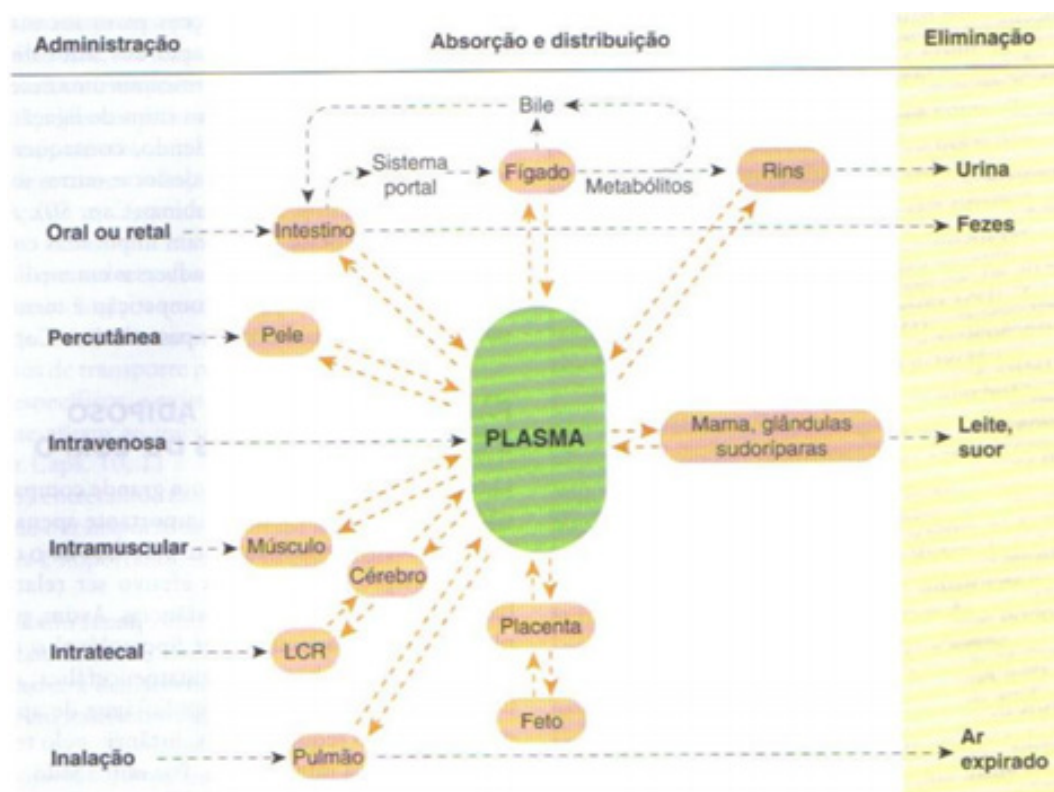 Administração
Absorção e distribuição
Eliminação
Bile
Sistema
portal
Fígado
Metabólitos
Rins
Urina
Oral ou retal
Intestino
Fezes
Percutânea
Pele
Intravenosa
PLASMA
Mama, glândulas
sudoríparas
Leite,
suor
Intramuscular
Músculo
Cérebro
Placenta
Intratecal
LCR
Feto
Inalação
Pulmão
Ar
expirado